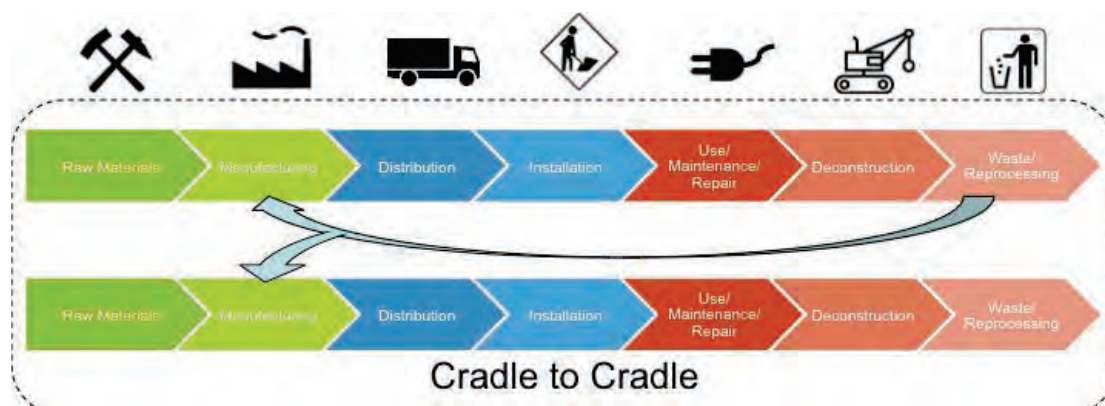 Raw Materials
Manufacturing
Distribution
Installation
Use/
Maintenance/
Repair
Deconstruction
Waste/
Reprocessing
Raw Materials
Manufacturing
Distribution
Installation
Use/
Maintenance/
Repair
Deconstruction
Waste/
Reprocessing
Cradle to Cradle